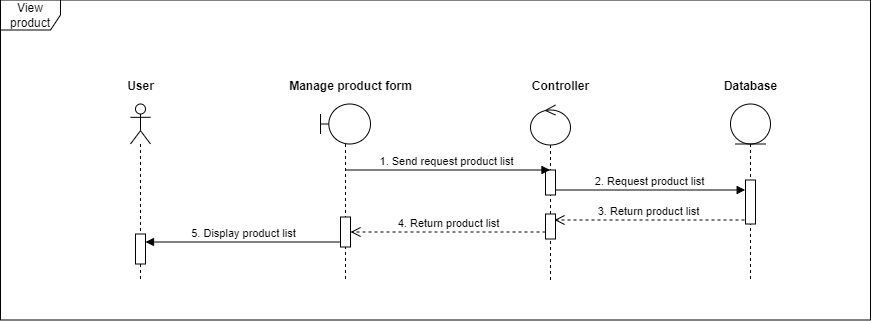 View
product
User
Manage product form
Controller
Database
1. Send request product list
2. Request product list
3. Return product list
4. Return product list
5. Display product list